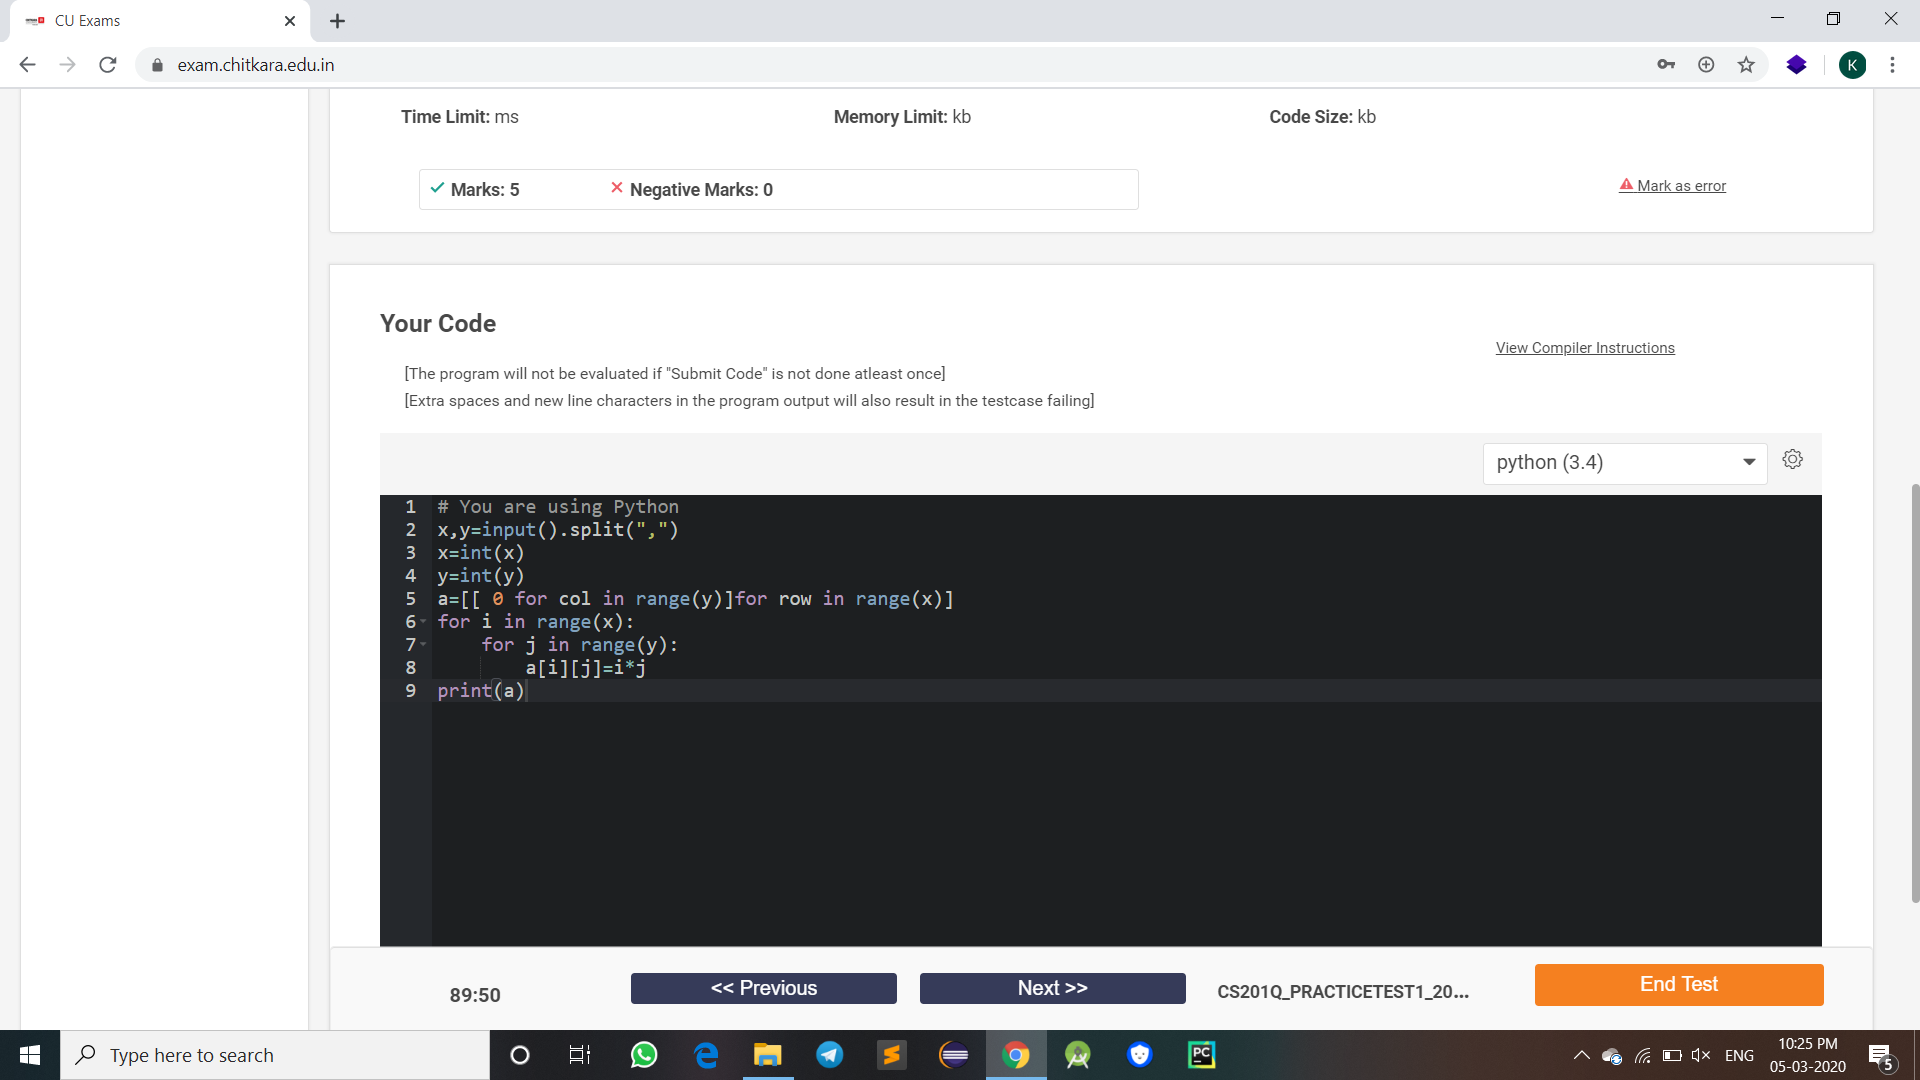 CU Exams
exam.chitkara.edu.in
K
Time Limit: ms
Memory Limit: kb
Code Size: kb
Marks: 5
Negative Marks: 0
Mark as error
Your Code
View Compiler Instructions
[The program will not be evaluated if "Submit Code" is not done atleast once]
[Extra spaces and new line characters in the program output will also result in the testcase failing]
python (3.4)
1 # You are using Python
2 x,y=input().split(",")
3 x=int(x)
4 y=int(y)
5 a=[[ 0 for col in range(y)]for row in range(x)]
6 for i in range(x):
7     for j in range(y):
8         a[i][j]=i*j
9 print(a)
89:50
<< Previous
Next >>
CS201Q_PRACTICETEST1_20...
End Test
Type here to search
PC
ENG
10:25 PM
05-03-2020
5